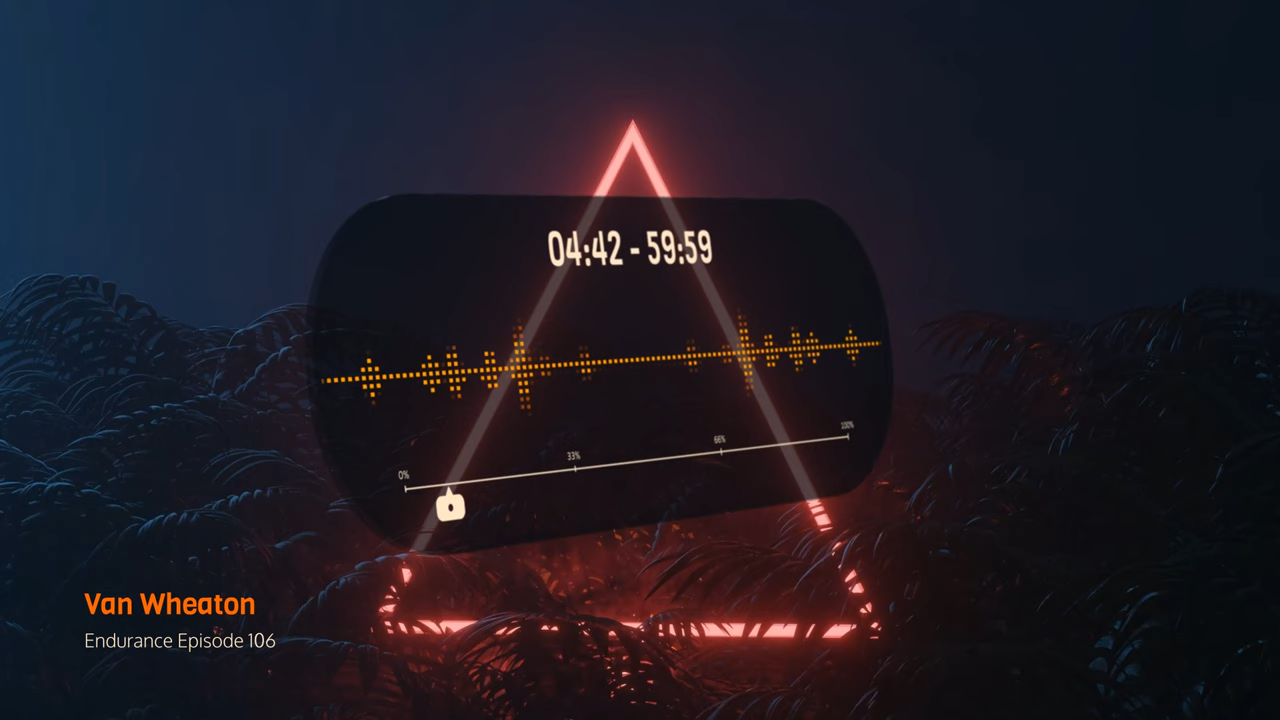 04:42 - 59:59
0%
33%
66%
100%
Van Wheaton
Endurance Episode 106